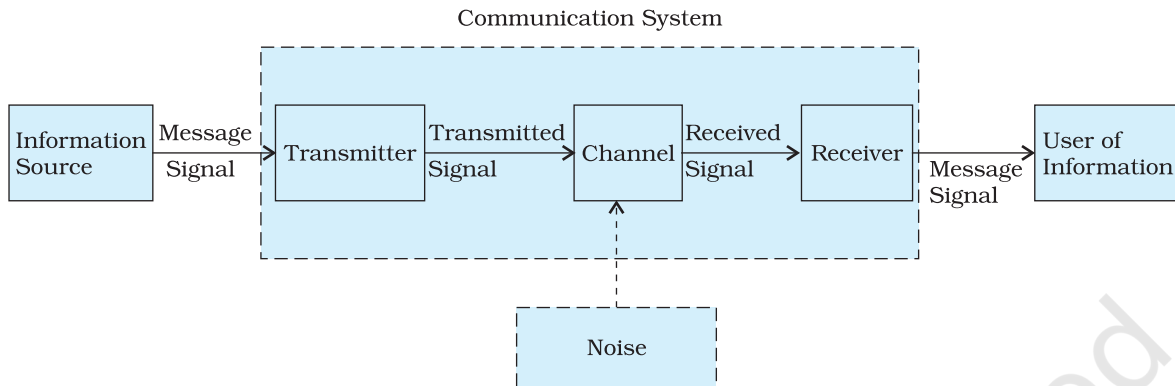 Communication System
Information
Source
Message
Signal
Transmitter
Transmitted
Signal
Channel
Received
Signal
Receiver
Message
Signal
User of
Information
Noise